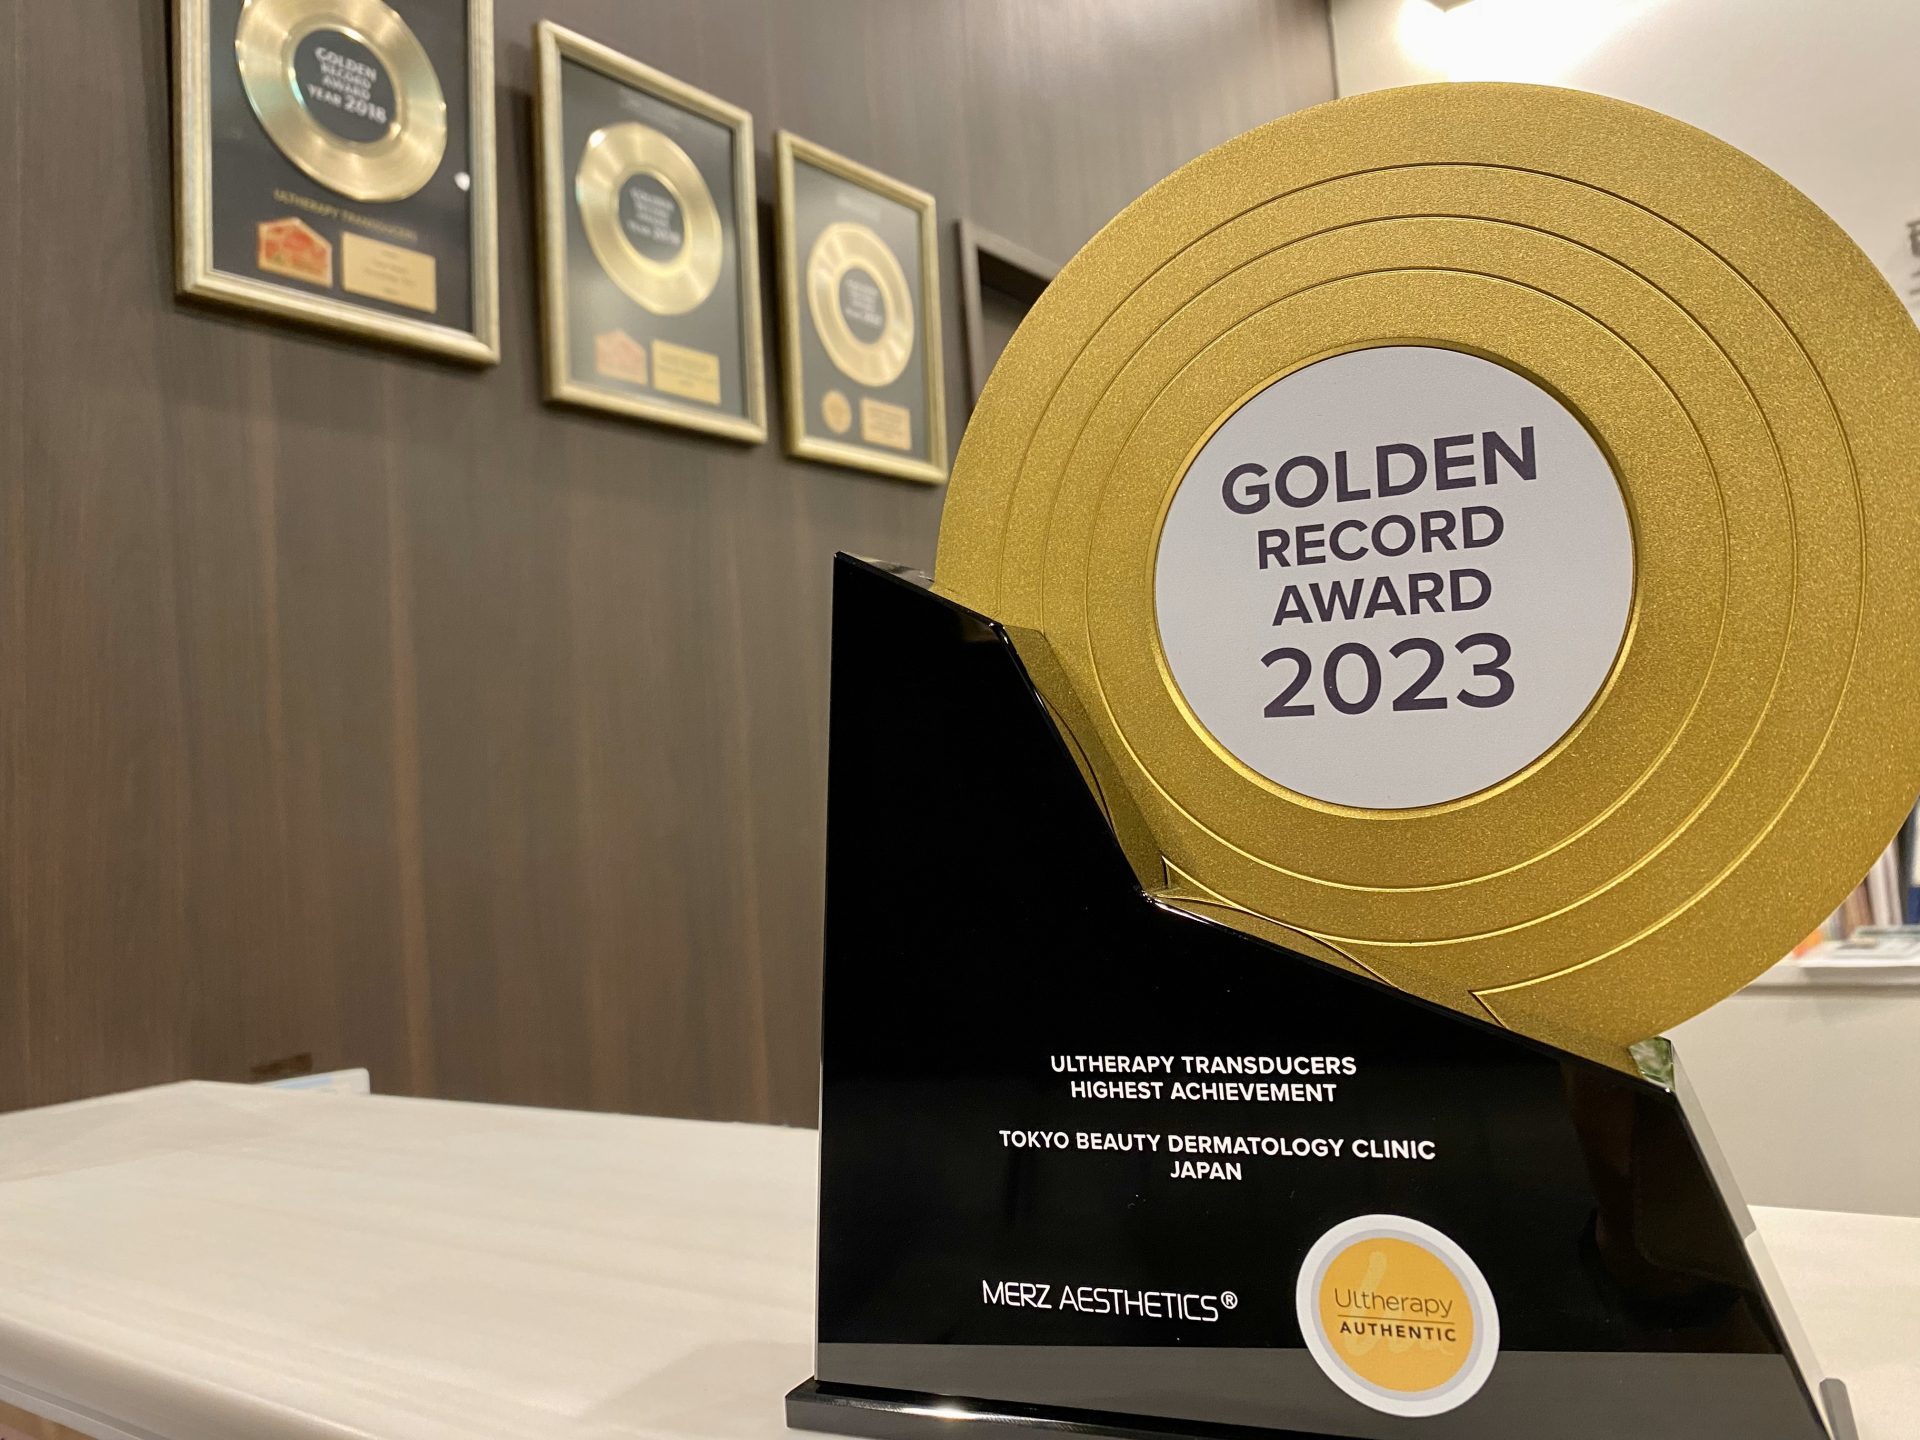 GOLDEN
RECORD
AWARD
YEAR 2018
ULTHERAPY TRANSDUCERS
GOLDEN
RECORD
AWARD
2023
ULTHERAPY TRANSDUCERS
HIGHEST ACHIEVEMENT
TOKYO BEAUTY DERMATOLOGY CLINIC
JAPAN
MERZ AESTHETICS®
Ultherapy
AUTHENTIC